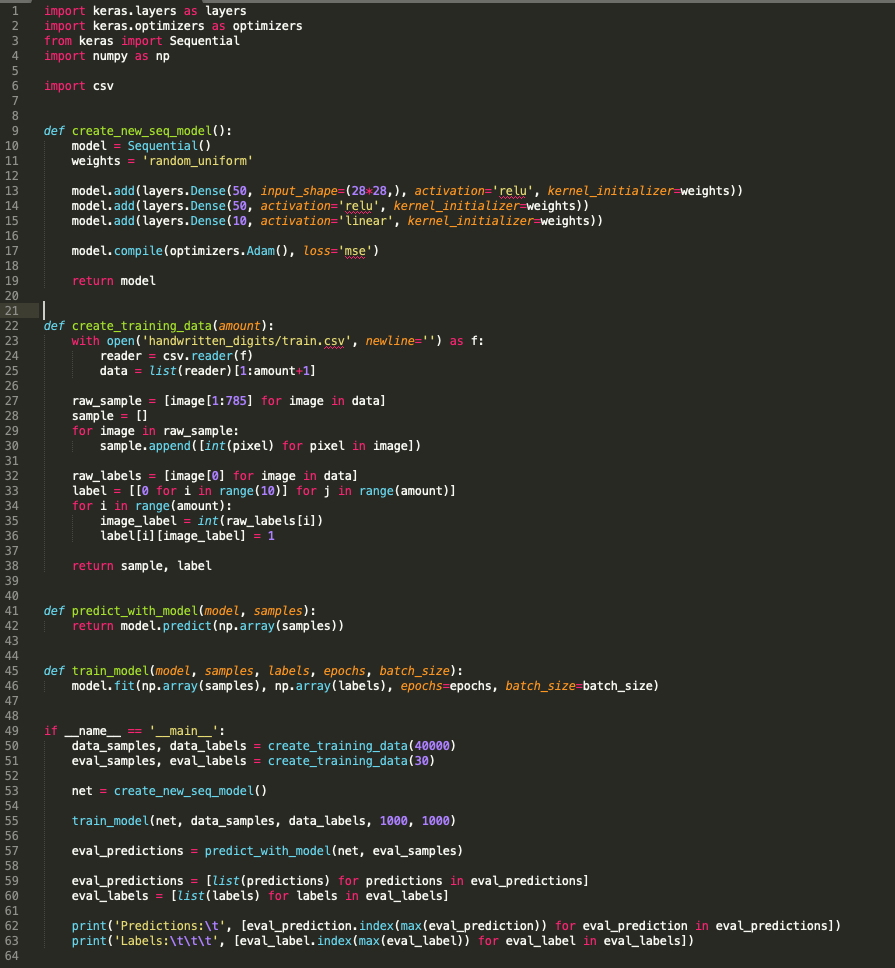 1 import keras.layers as layers
2 import keras.optimizers as optimizers
3 from keras import Sequential
4 import numpy as np
5
6 import csv
7
8
9 def create_new_seq_model():
10     model = Sequential()
11     weights = 'random_uniform'
12
13     model.add(layers.Dense(50, input_shape=(28*28,), activation='relu', kernel_initializer=weights))
14     model.add(layers.Dense(50, activation='relu', kernel_initializer=weights))
15     model.add(layers.Dense(10, activation='linear', kernel_initializer=weights))
16
17     model.compile(optimizers.Adam(), loss='mse')
18
19     return model
20
21
22 def create_training_data(amount):
23     with open('handwritten_digits/train.csv', newline='') as f:
24         reader = csv.reader(f)
25         data = list(reader)[1:amount+1]
26
27     raw_sample = [image[1:785] for image in data]
28     sample = []
29     for image in raw_sample:
30         sample.append([int(pixel) for pixel in image])
31
32     raw_labels = [image[0] for image in data]
33     label = [[0 for i in range(10)] for j in range(amount)]
34     for i in range(amount):
35         image_label = int(raw_labels[i])
36         label[i][image_label] = 1
37
38     return sample, label
39
40
41 def predict_with_model(model, samples):
42     return model.predict(np.array(samples))
43
44
45 def train_model(model, samples, labels, epochs, batch_size):
46     model.fit(np.array(samples), np.array(labels), epochs=epochs, batch_size=batch_size)
47
48
49 if __name__ == '__main__':
50     data_samples, data_labels = create_training_data(40000)
51     eval_samples, eval_labels = create_training_data(30)
52
53     net = create_new_seq_model()
54
55     train_model(net, data_samples, data_labels, 1000, 1000)
56
57     eval_predictions = predict_with_model(net, eval_samples)
58
59     eval_predictions = [list(predictions) for predictions in eval_predictions]
60     eval_labels = [list(labels) for labels in eval_labels]
61
62     print('Predictions:\t', [eval_prediction.index(max(eval_prediction)) for eval_prediction in eval_predictions])
63     print('Labels:\t\t\t', [eval_label.index(max(eval_label)) for eval_label in eval_labels])
64